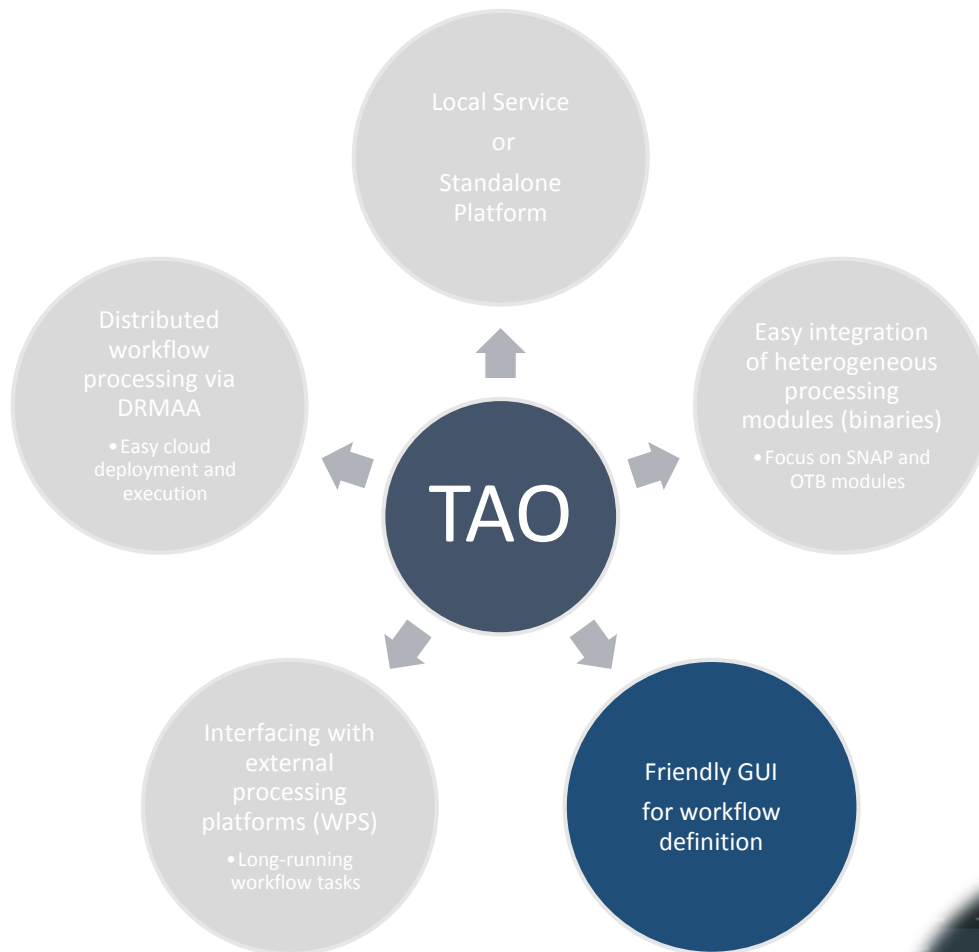 Local Service
or
Standalone
Platform
Distributed
workflow
processing via
DRMAA
•Easy cloud
deployment and
execution
Easy integration
of heterogeneous
processing
modules (binaries)
•Focus on SNAP and
OTB modules
TAO
Interfacing with
external
processing
platforms (WPS)
•Long-running
workflow tasks
Friendly GUI
for workflow
definition